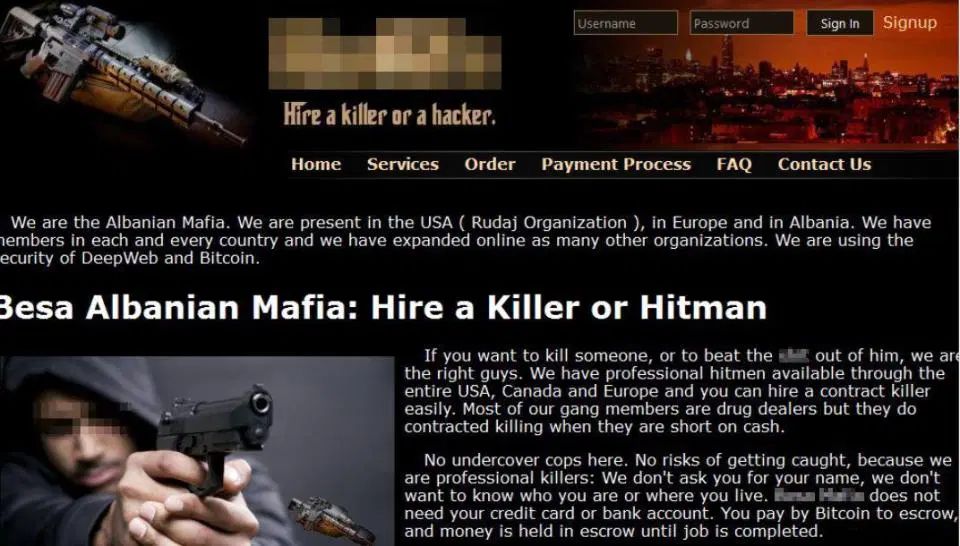 Username Password Sign In Signup
Hire a killer or a hacker.
Home Services Order Payment Process FAQ Contact Us
We are the Albanian Mafia. We are present in the USA ( Rudaj Organization ), in Europe and in Albania. We have
members in each and every country and we have expanded online as many other organizations. We are using the
ecurity of DeepWeb and Bitcoin.
Besa Albanian Mafia: Hire a Killer or Hitman
If you want to kill someone, or to beat the out of him, we are
the right guys. We have professional hitmen available through the
entire USA, Canada and Europe and you can hire a contract killer
easily. Most of our gang members are drug dealers but they do
contracted killing when they are short on cash.
No undercover cops here. No risks of getting caught, because we
are professional killers: We don't ask you for your name, we don't
want to know who you are or where you live. does not
need your credit card or bank account. You pay by Bitcoin to escrow,
and money is held in escrow until job is completed.